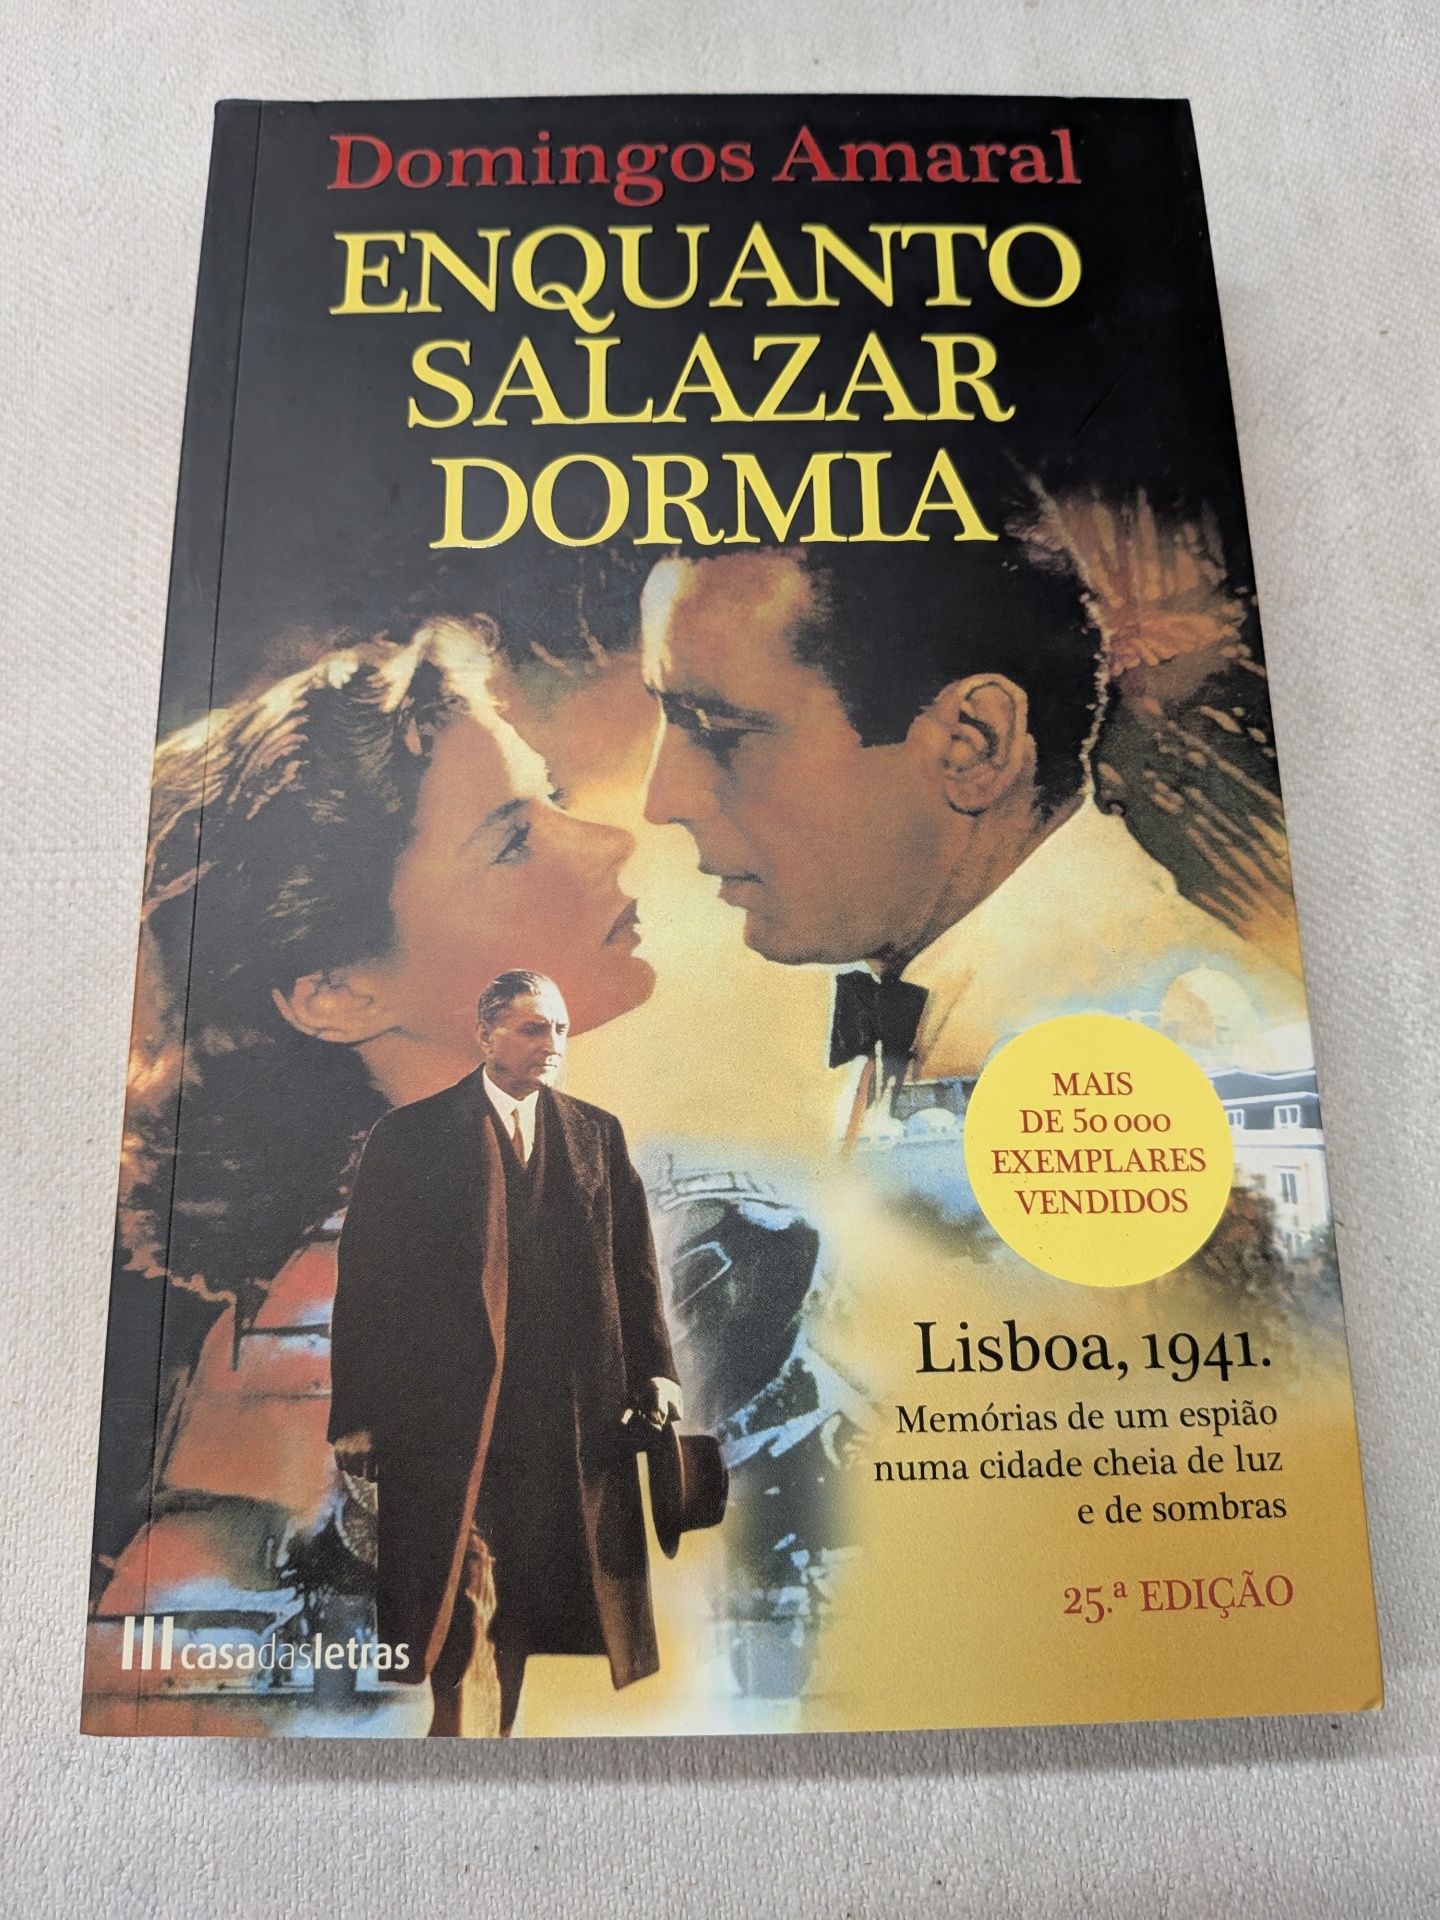 Domingos Amaral
ENQUANTO
SALAZAR
DORMIA
MAIS
DE 50 000
EXEMPLARES
VENDIDOS
Lisboa, 1941.
Memórias de um espião
numa cidade cheia de luz
e de sombras
25.ª EDIÇÃO
casadasletras